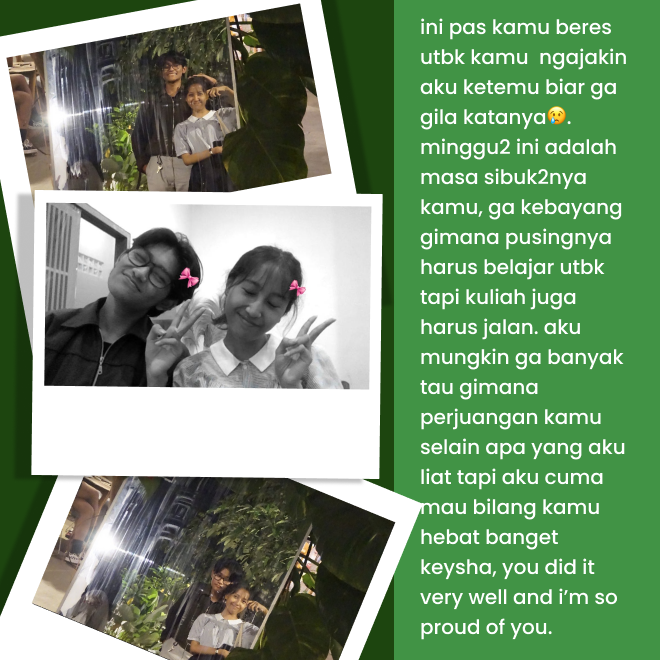 ini pas kamu beres
utbk kamu  ngajakin
aku ketemu biar ga
gila katanya😢.
minggu2 ini adalah
masa sibuk2nya
kamu, ga kebayang
gimana pusingnya
harus belajar utbk
tapi kuliah juga
harus jalan. aku
mungkin ga banyak
tau gimana
perjuangan kamu
selain apa yang aku
liat tapi aku cuma
mau bilang kamu
hebat banget
keysha, you did it
very well and i'm so
proud of you.